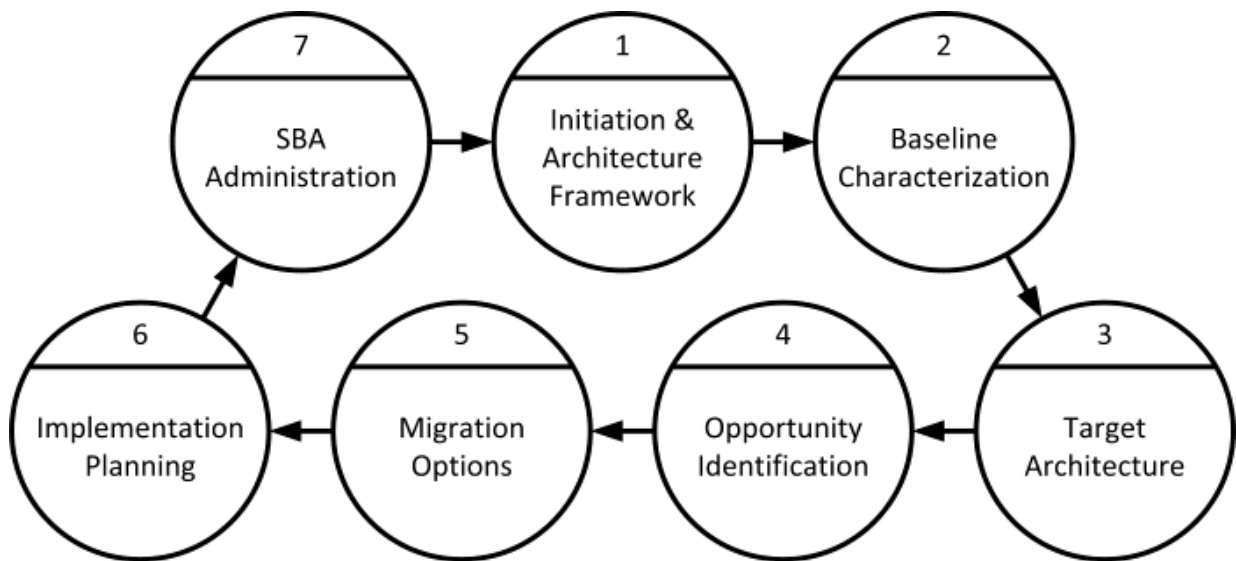 7
SBA
Administration
1
Initiation &
Architecture
Framework
2
Baseline
Characterization
6
Implementation
Planning
5
Migration
Options
4
Opportunity
Identification
3
Target
Architecture